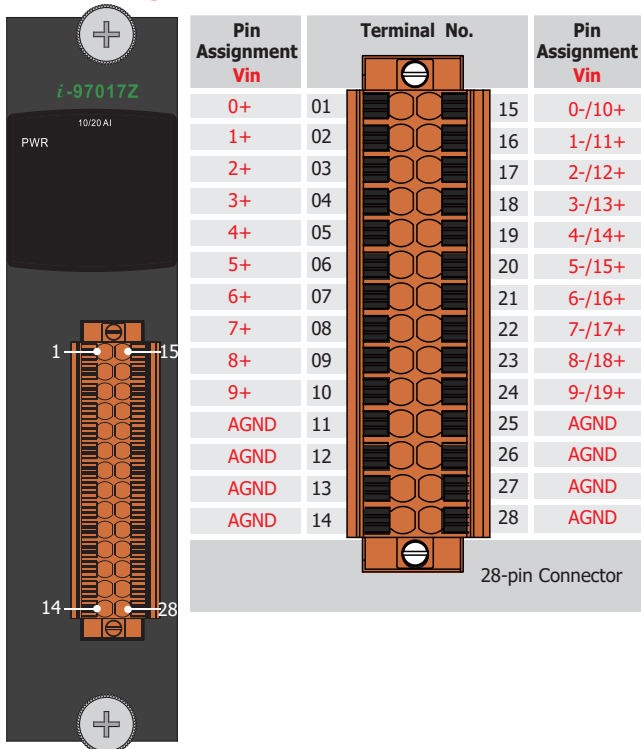 i-97017Z
10/20 AI
PWR
1 15
14 28
Pin Assignment Terminal No. Pin Assignment
Vin Vin
0+ 01 15 0-/10+
1+ 02 16 1-/11+
2+ 03 17 2-/12+
3+ 04 18 3-/13+
4+ 05 19 4-/14+
5+ 06 20 5-/15+
6+ 07 21 6-/16+
7+ 08 22 7-/17+
8+ 09 23 8-/18+
9+ 10 24 9-/19+
AGND 11 25 AGND
AGND 12 26 AGND
AGND 13 27 AGND
AGND 14 28 AGND
28-pin Connector